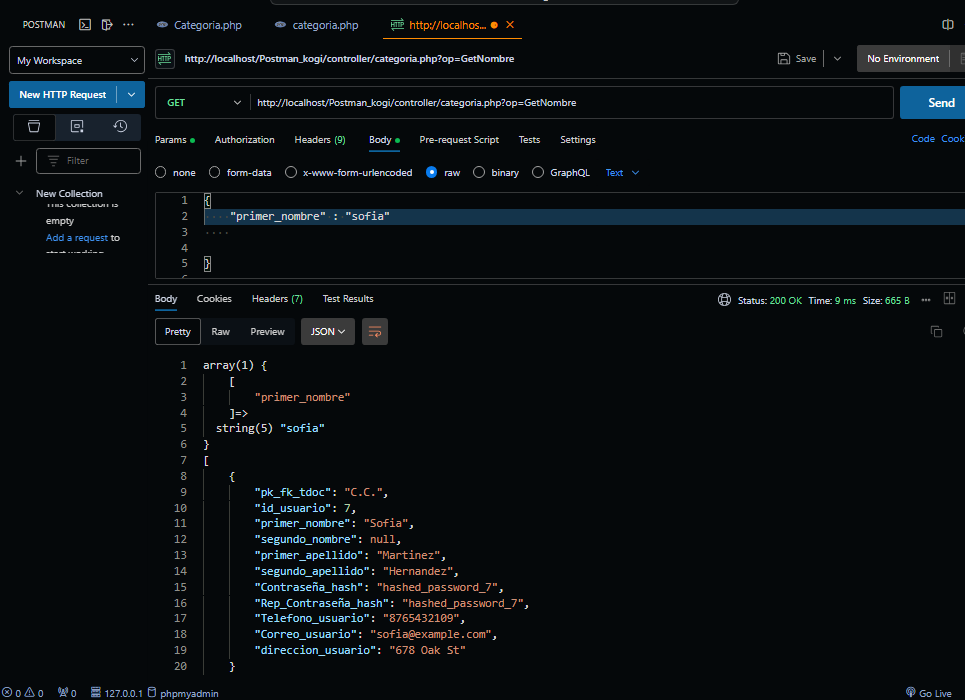 POSTMAN ... Categoria.php categoria.php HTTP http://localhos... ×
My Workspace HTTP http://localhost/Postman_kogi/controller/categoria.php?op=GetNombre Save No Environment
New HTTP Request GET http://localhost/Postman_kogi/controller/categoria.php?op=GetNombre Send
Params Authorization Headers (9) Body Pre-request Script Tests Settings Code Cook
Filter
none form-data x-www-form-urlencoded raw binary GraphQL Text
New Collection
This collection is
empty
Add a request to
start working
1 {
2 "primer_nombre" : "sofia"
3
4
5 }
Body Cookies Headers (7) Test Results Status: 200 OK Time: 9 ms Size: 665 B ...
Pretty Raw Preview JSON
1 array(1) {
2 [
3 "primer_nombre"
4 ]=>
5 string(5) "sofia"
6 }
7 [
8 {
9 "pk_fk_tdoc": "C.C.",
10 "id_usuario": 7,
11 "primer_nombre": "Sofia",
12 "segundo_nombre": null,
13 "primer_apellido": "Martinez",
14 "segundo_apellido": "Hernandez",
15 "Contraseña_hash": "hashed_password_7",
16 "Rep_Contraseña_hash": "hashed_password_7",
17 "Telefono_usuario": "8765432109",
18 "Correo_usuario": "sofia@example.com",
19 "direccion_usuario": "678 Oak St"
20 }
0 0 0 127.0.0.1 phpmyadmin Go Live